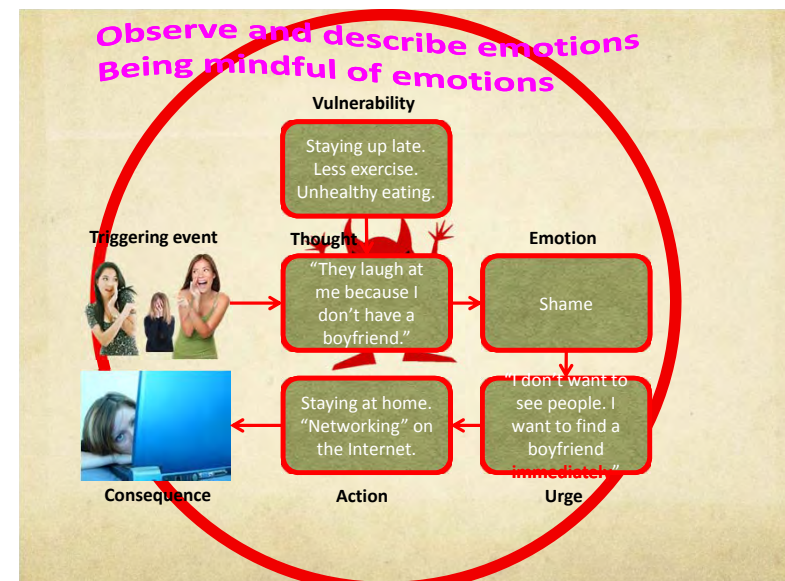 Observe and describe emotions
Being mindful of emotions
Vulnerability
Staying up late.
Less exercise.
Unhealthy eating.
Triggering event
Thought
Emotion
“They laugh at
me because I
don’t have a
boyfriend.”
Shame
Staying at home.
“Networking” on
the Internet.
“I don’t want to
see people. I
want to find a
boyfriend
immediately.”
Consequence
Action
Urge